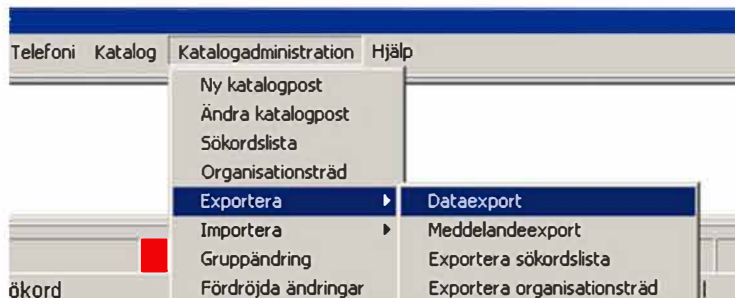 Telefoni Katalog Katalogadministration Hjälp
Ny katalogpost
Ändra katalogpost
Sökordslista
Organisationsträd
Exportera
Importera
Gruppändring
Fördröjda ändringar
Dataexport
Meddelandeexport
Exportera sökordslista
Exportera organisationsträd
ökord